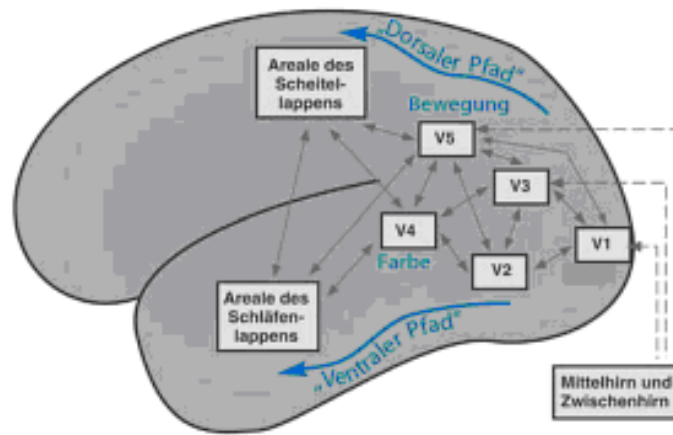 „Dorsaler Pfad“
Areale des
Scheitel-
lappens
Bewegung
V5
V3
V4
V1
Farbe
V2
Areale des
Schläfen-
lappens
„Ventraler Pfad“
Mittelhirn und
Zwischenhirn